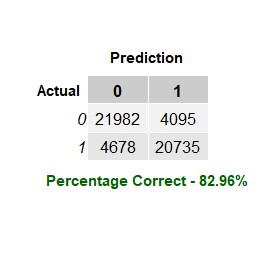 Prediction
Actual 0 1
0 21982 4095
1 4678 20735
Percentage Correct - 82.96%